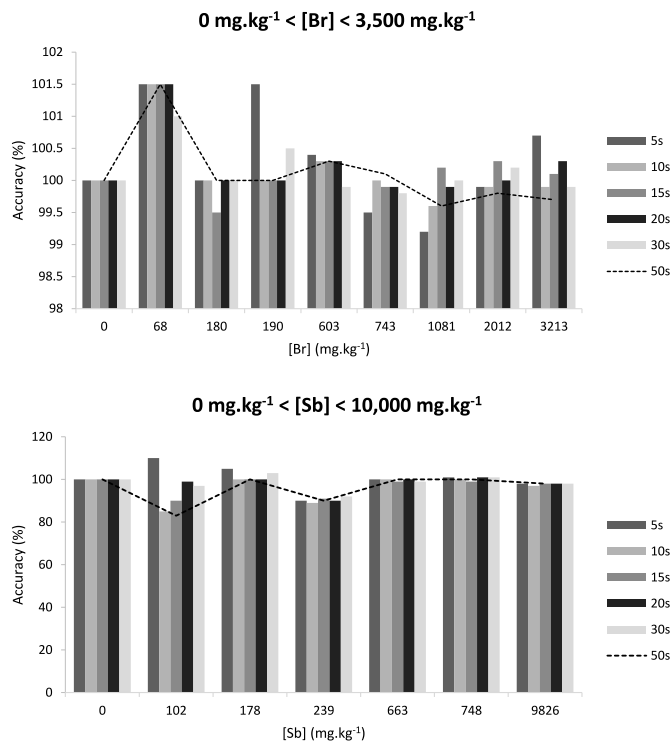 0 mg.kg⁻¹ < [Br] < 3,500 mg.kg⁻¹
102
101.5
101
100.5
100
99.5
99
98.5
98
Accuracy (%)
0 68 180 190 603 743 1081 2012 3213
[Br] (mg.kg⁻¹)
5s
10s
15s
20s
30s
50s
0 mg.kg⁻¹ < [Sb] < 10,000 mg.kg⁻¹
120
100
80
60
40
20
0
Accuracy (%)
0 102 178 239 663 748 9826
[Sb] (mg.kg⁻¹)
5s
10s
15s
20s
30s
50s